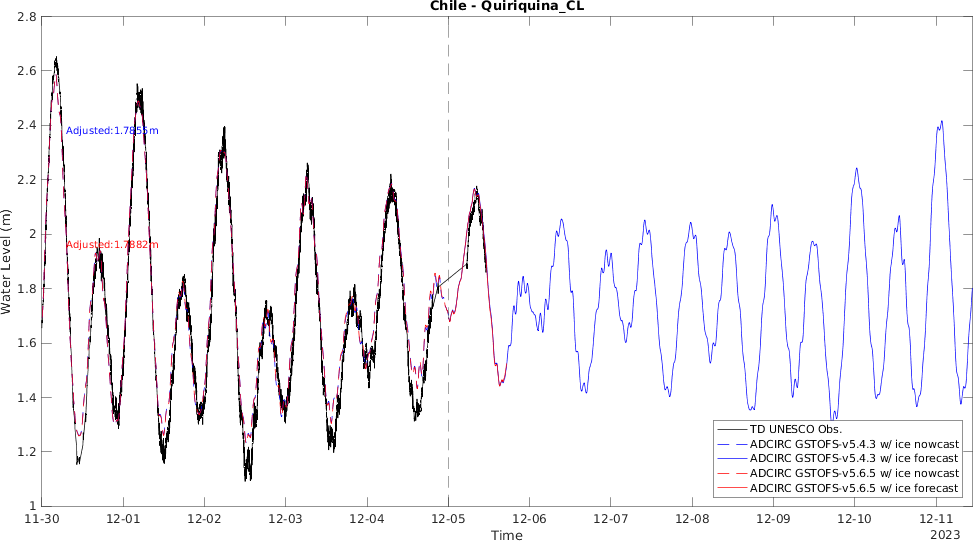 Chile - Quiriquina_CL
2.8
2.6
2.4
2.2
2
1.8
1.6
1.4
1.2
1
Water Level (m)
Adjusted:1.7855m
Adjusted:1.7882m
TD UNESCO Obs.
ADCIRC GSTOFS-v5.4.3 w/ ice nowcast
ADCIRC GSTOFS-v5.4.3 w/ ice forecast
ADCIRC GSTOFS-v5.6.5 w/ ice nowcast
ADCIRC GSTOFS-v5.6.5 w/ ice forecast
11-30 12-01 12-02 12-03 12-04 12-05 12-06 12-07 12-08 12-09 12-10 12-11
Time
2023